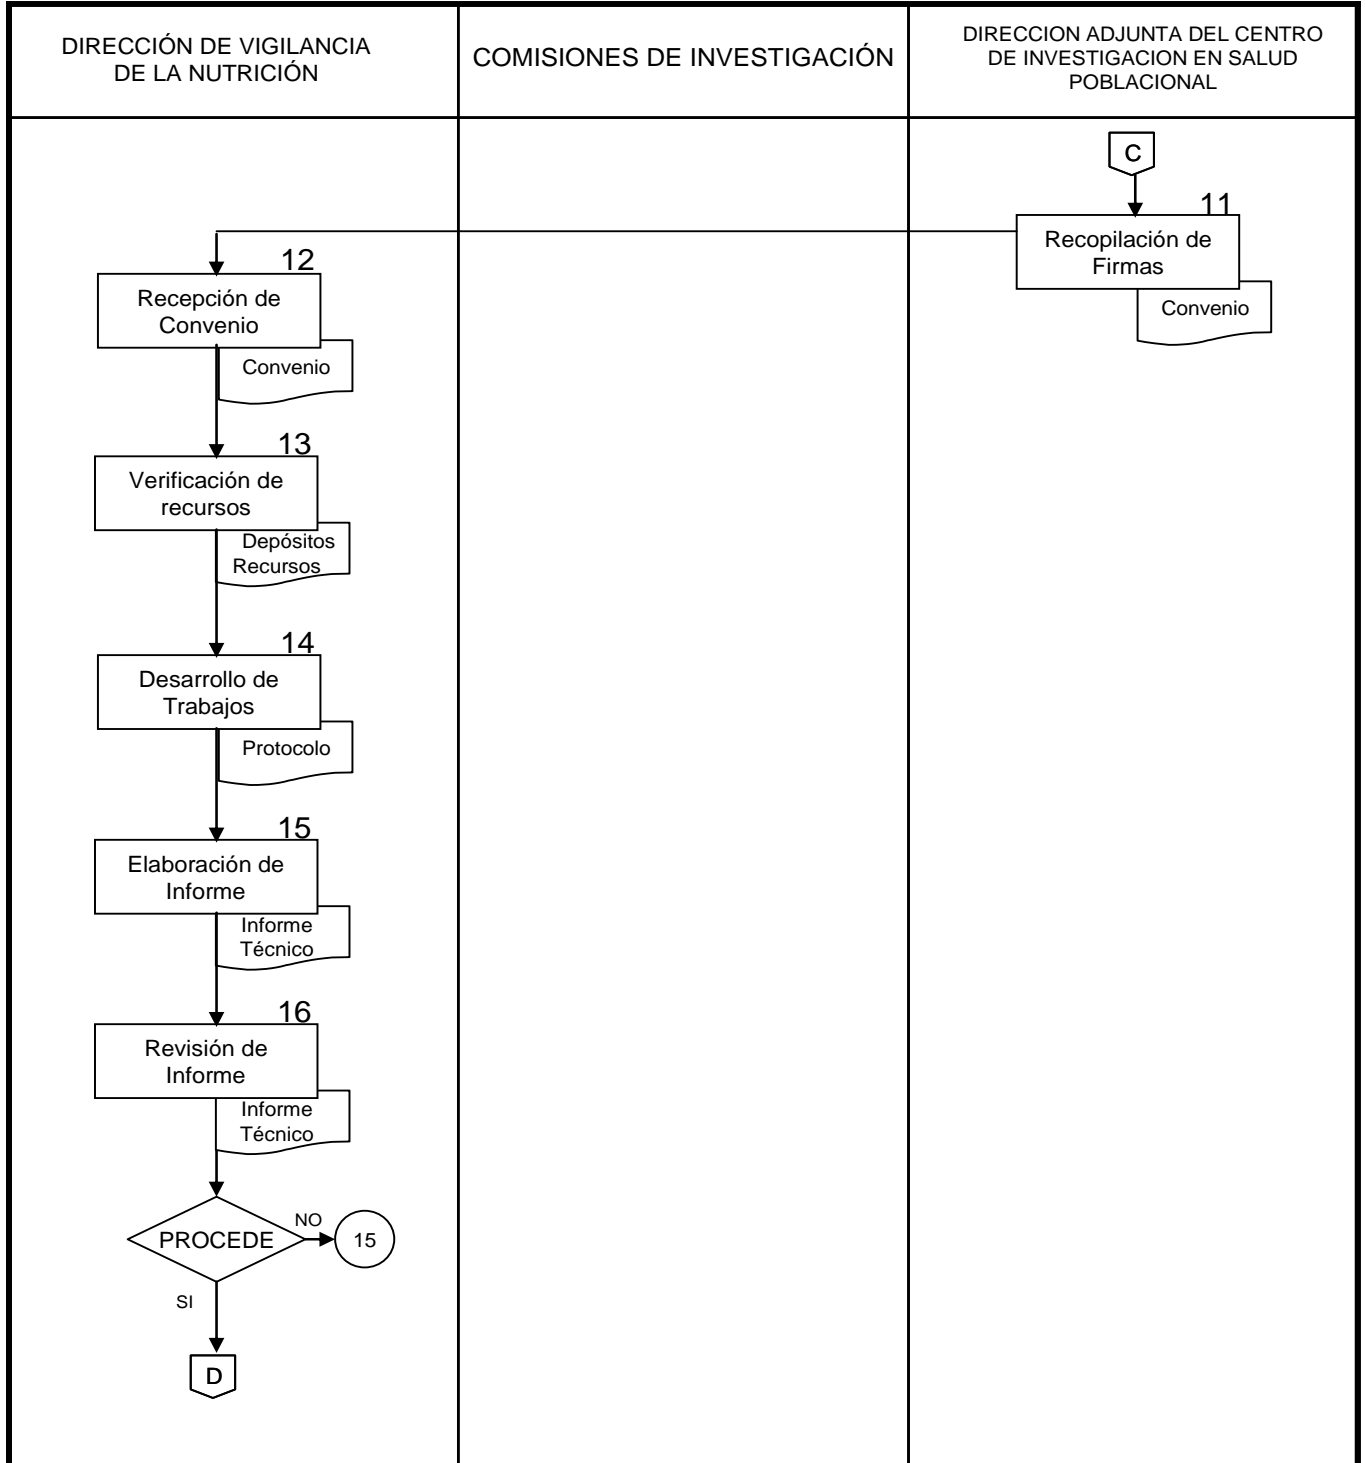 DIRECCIÓN DE VIGILANCIA
DE LA NUTRICIÓN
COMISIONES DE INVESTIGACIÓN
DIRECCION ADJUNTA DEL CENTRO
DE INVESTIGACION EN SALUD
POBLACIONAL
C
11
Recopilación de
Firmas
Convenio
12
Recepción de
Convenio
Convenio
13
Verificación de
recursos
Depósitos
Recursos
14
Desarrollo de
Trabajos
Protocolo
15
Elaboración de
Informe
Informe
Técnico
16
Revisión de
Informe
Informe
Técnico
PROCEDE
NO
15
SI
D